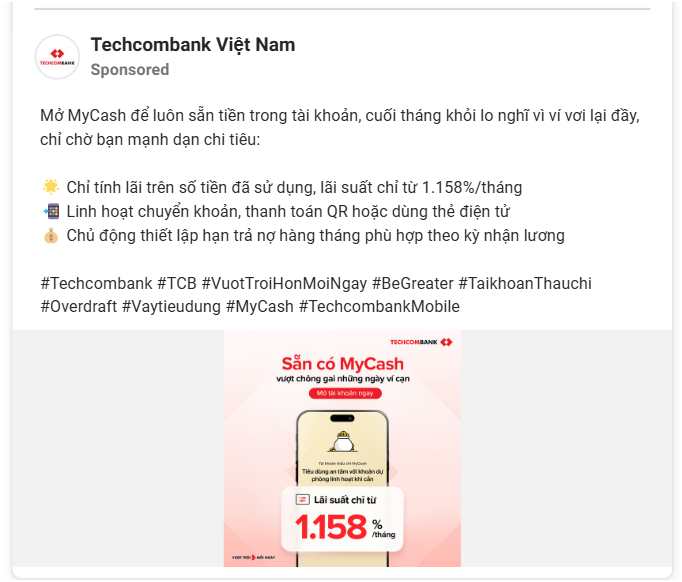 Techcombank Việt Nam
TECHCOMBANK
Sponsored
Mở MyCash để luôn sẵn tiền trong tài khoản, cuối tháng khỏi lo nghĩ vì ví vơi lại đầy,
chỉ chờ bạn mạnh dạn chi tiêu:
🌟 Chỉ tính lãi trên số tiền đã sử dụng, lãi suất chỉ từ 1.158%/tháng
📲 Linh hoạt chuyển khoản, thanh toán QR hoặc dùng thẻ điện tử
💰 Chủ động thiết lập hạn trả nợ hàng tháng phù hợp theo kỳ nhận lương
#Techcombank #TCB #VuotTroiHonMoiNgay #BeGreater #TaikhoanThauchi
#Overdraft #Vaytieudung #MyCash #TechcombankMobile
TECHCOMBANK
Sẵn có MyCash
vượt chông gai những ngày ví cạn
Mở tài khoản ngay
Tài khoản thấu chi MyCash
Tiêu dùng an tâm với khoản dự
phòng linh hoạt khi cần
Lãi suất chỉ từ
1.158%
/tháng
VƯỢT TRỘI HƠN MỖI NGÀY